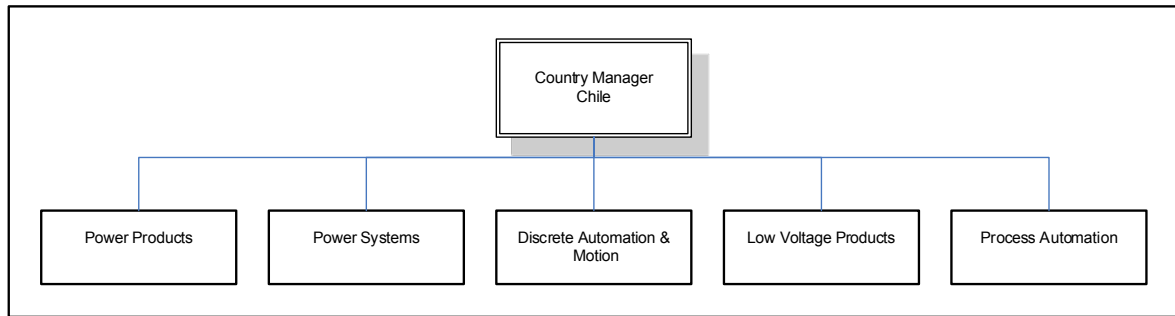 Country Manager
Chile
Power Products
Power Systems
Discrete Automation &
Motion
Low Voltage Products
Process Automation